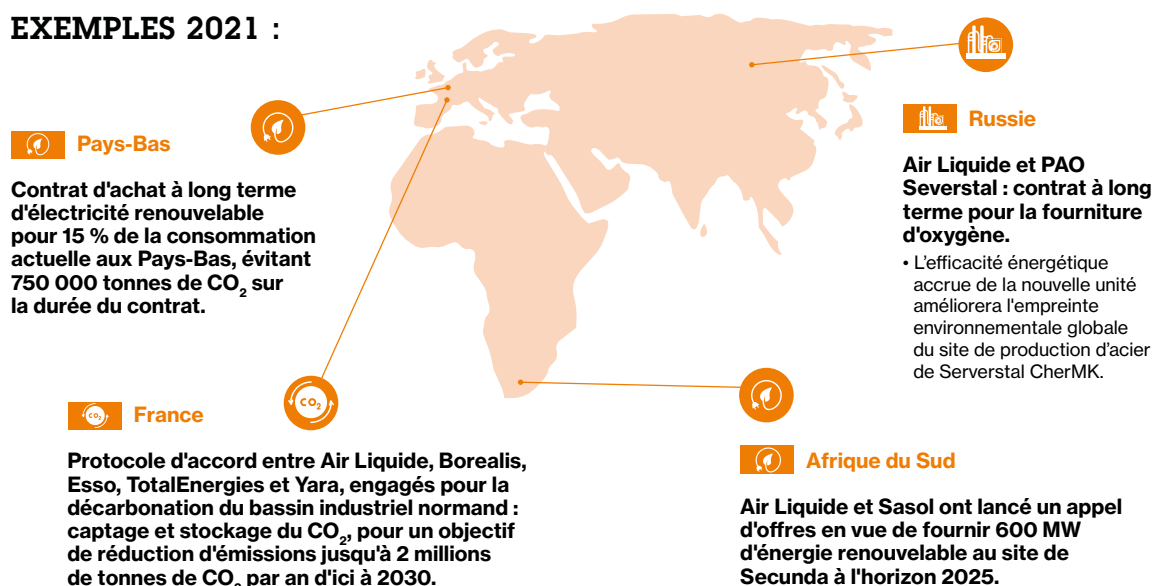 EXEMPLES 2021 :
Pays-Bas
Contrat d'achat à long terme
d'électricité renouvelable
pour 15 % de la consommation
actuelle aux Pays-Bas, évitant
750 000 tonnes de CO₂ sur
la durée du contrat.
Russie
Air Liquide et PAO
Severstal : contrat à long
terme pour la fourniture
d'oxygène.
• L'efficacité énergétique
accrue de la nouvelle unité
améliorera l'empreinte
environnementale globale
du site de production d'acier
de Serverstal CherMK.
CO₂
CO₂
France
Protocole d'accord entre Air Liquide, Borealis,
Esso, TotalEnergies et Yara, engagés pour la
décarbonation du bassin industriel normand :
captage et stockage du CO₂, pour un objectif
de réduction d'émissions jusqu'à 2 millions
de tonnes de CO₂ par an d'ici à 2030.
Afrique du Sud
Air Liquide et Sasol ont lancé un appel
d'offres en vue de fournir 600 MW
d'énergie renouvelable au site de
Secunda à l'horizon 2025.